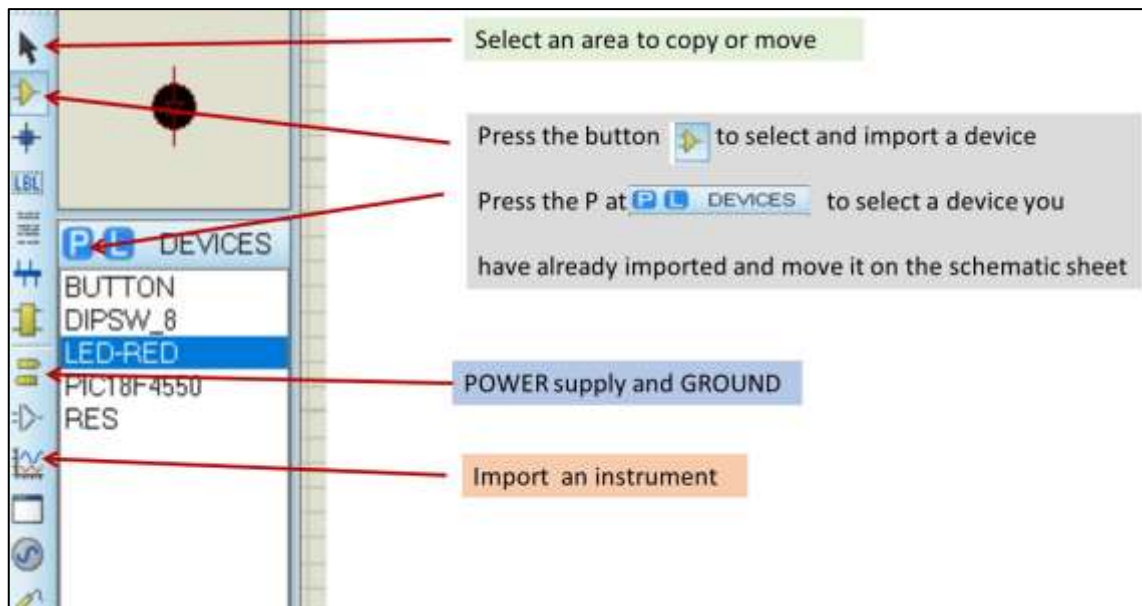 Select an area to copy or move
Press the button to select and import a device
LBL
Press the P at P L DEVICES to select a device you
P L DEVICES
have already imported and move it on the schematic sheet
BUTTON
DIPSW_8
LED-RED
PIC18F4550
POWER supply and GROUND
RES
Import an instrument